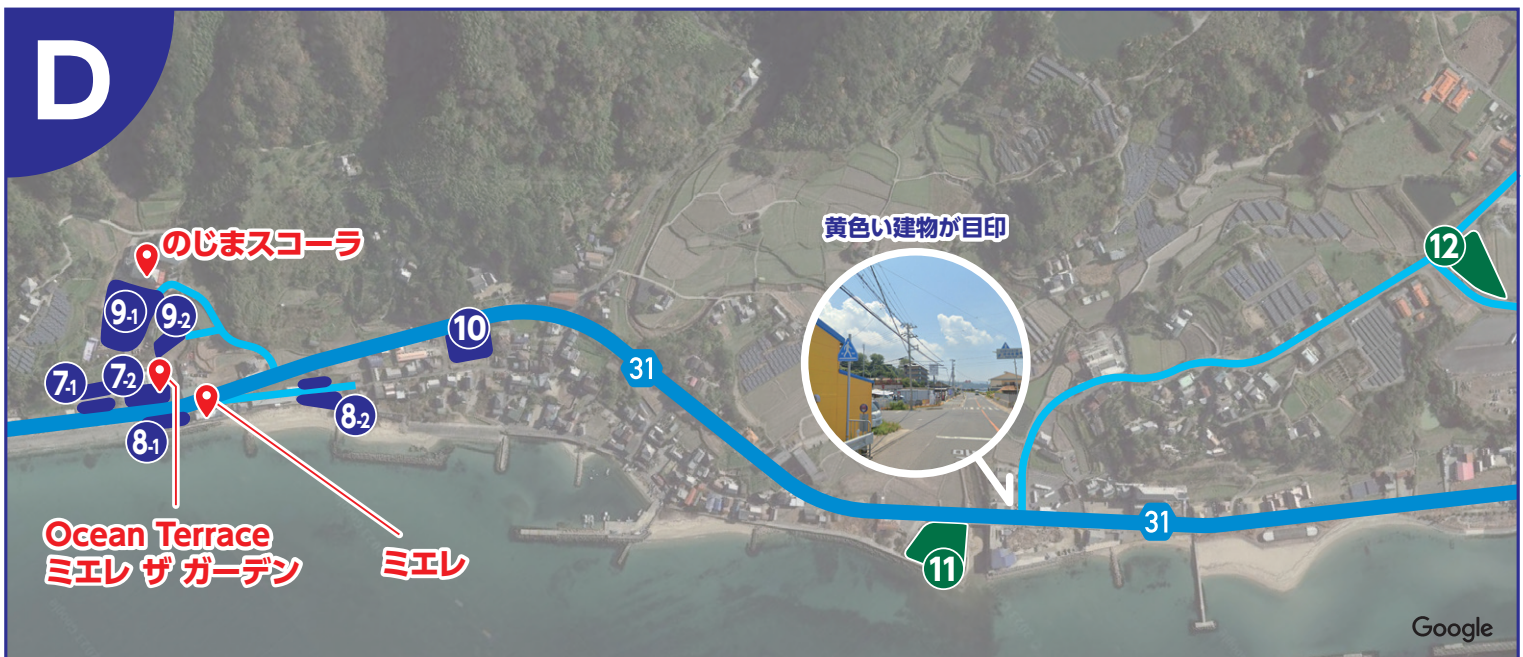 D
のじまスコーラ
黄色い建物が目印
12
9-1
9-2
10
31
7-1
7-2
8-1
8-2
Ocean Terrace
ミエレ ザ ガーデン
ミエレ
11
31
Google